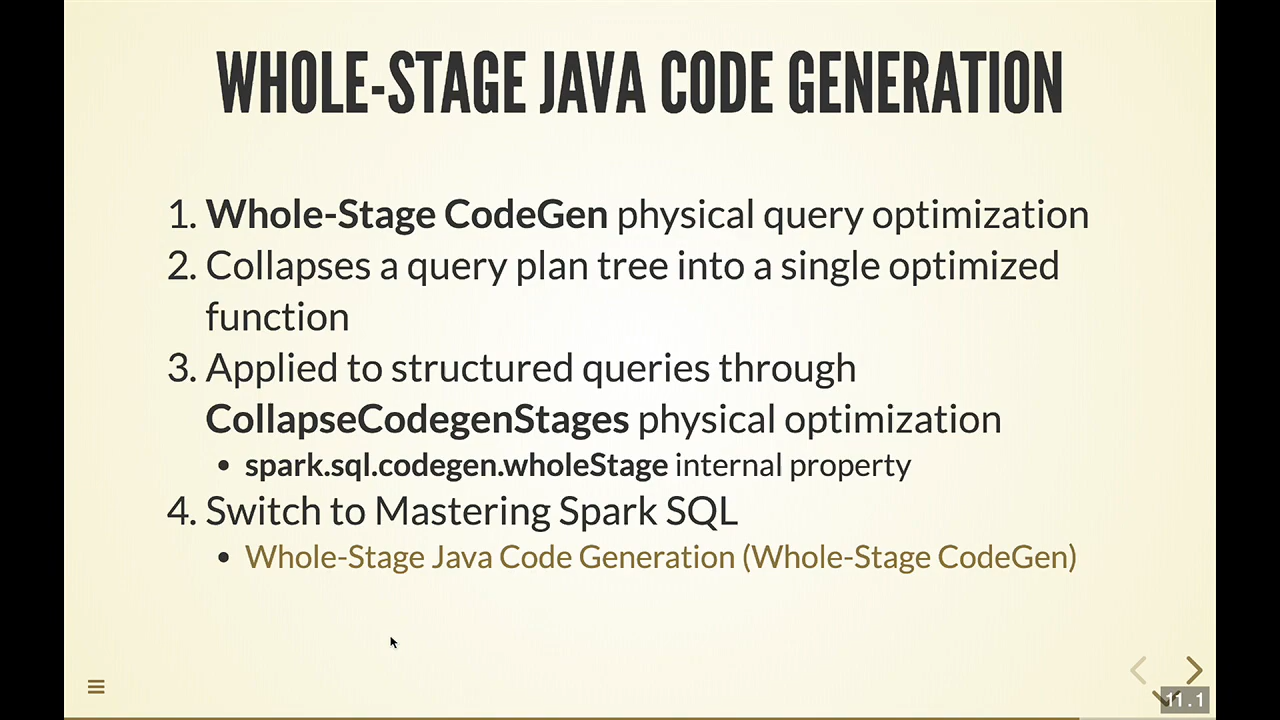 WHOLE-STAGE JAVA CODE GENERATION
1. Whole-Stage CodeGen physical query optimization
2. Collapses a query plan tree into a single optimized
function
3. Applied to structured queries through
CollapseCodegenStages physical optimization
• spark.sql.codegen.wholeStage internal property
4. Switch to Mastering Spark SQL
• Whole-Stage Java Code Generation (Whole-Stage CodeGen)
11.1